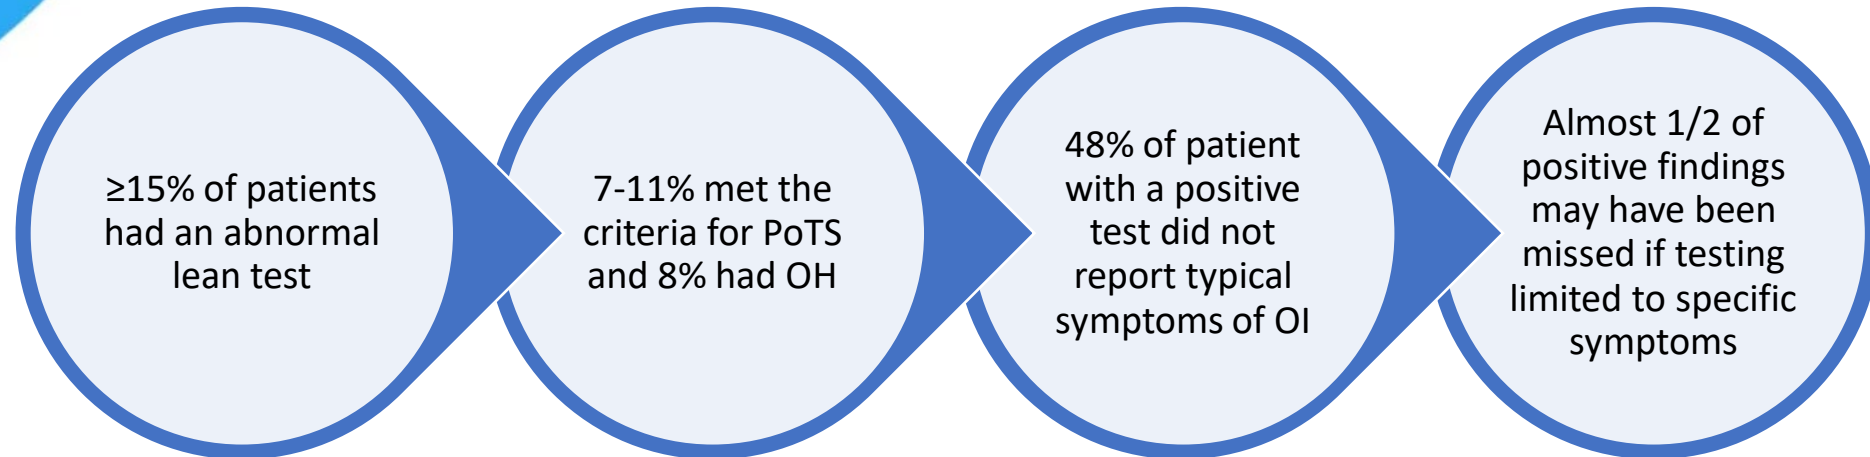 ≥15% of patients
had an abnormal
lean test
7-11% met the
criteria for PoTS
and 8% had OH
48% of patient
with a positive
test did not
report typical
symptoms of OI
Almost 1/2 of
positive findings
may have been
missed if testing
limited to specific
symptoms